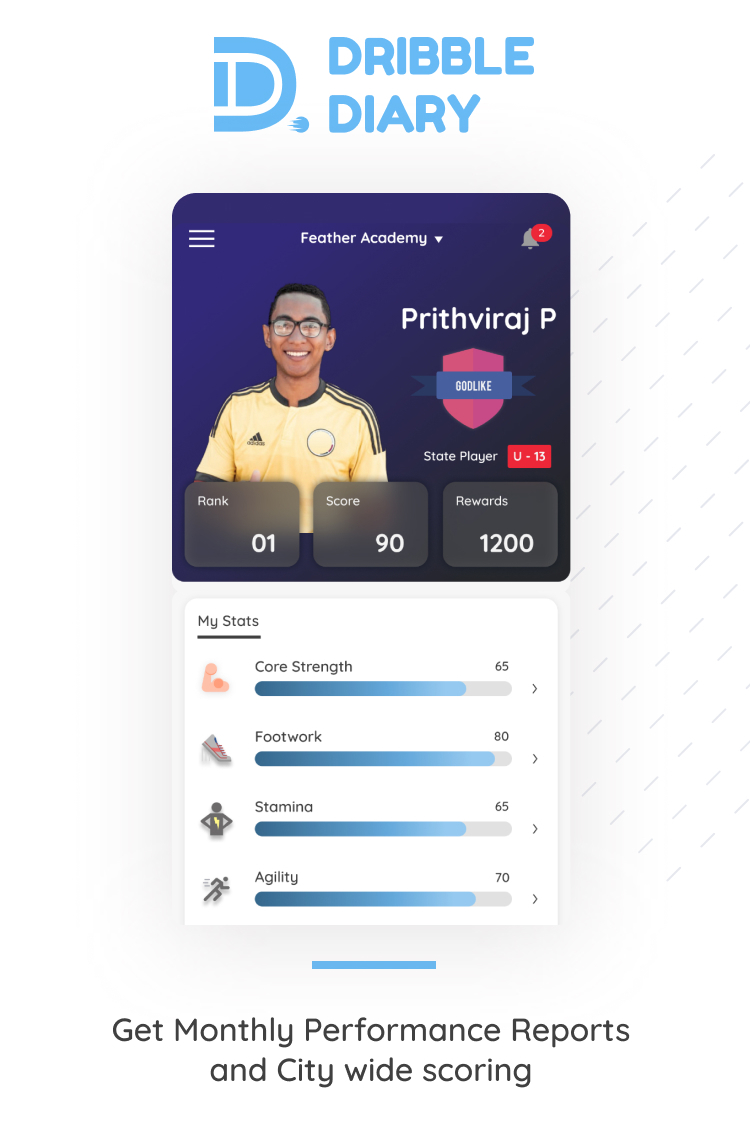 DRIBBLE
DIARY
Feather Academy
2
Prithviraj P
GODLIKE
State Player U - 13
adidas
Rank Score Rewards
01 90 1200
My Stats
Core Strength 65
Footwork 80
Stamina 65
Agility 70
Get Monthly Performance Reports
and City wide scoring